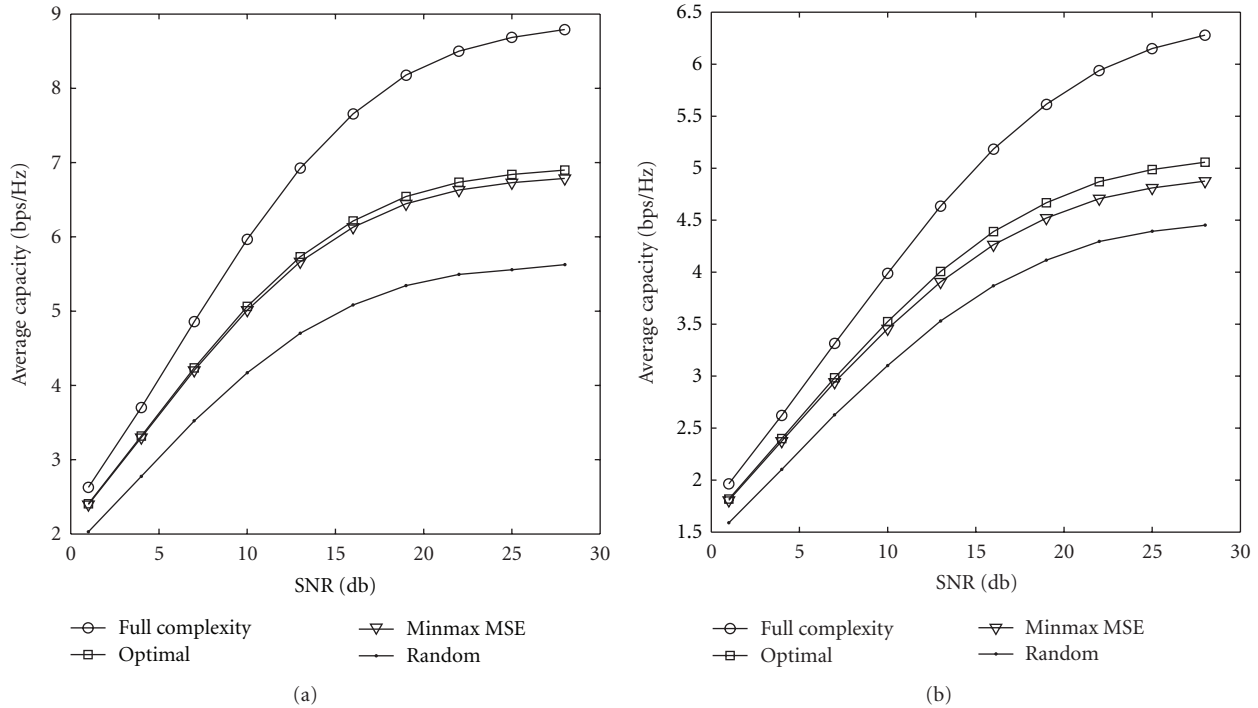 9
8
7
6
5
4
3
2
0
5
10
15
20
25
30
Average capacity (bps/Hz)
SNR (db)
Full complexity
Optimal
Minmax MSE
Random
(a)
6.5
6
5.5
5
4.5
4
3.5
3
2.5
2
1.5
0
5
10
15
20
25
30
Average capacity (bps/Hz)
SNR (db)
Full complexity
Optimal
Minmax MSE
Random
(b)